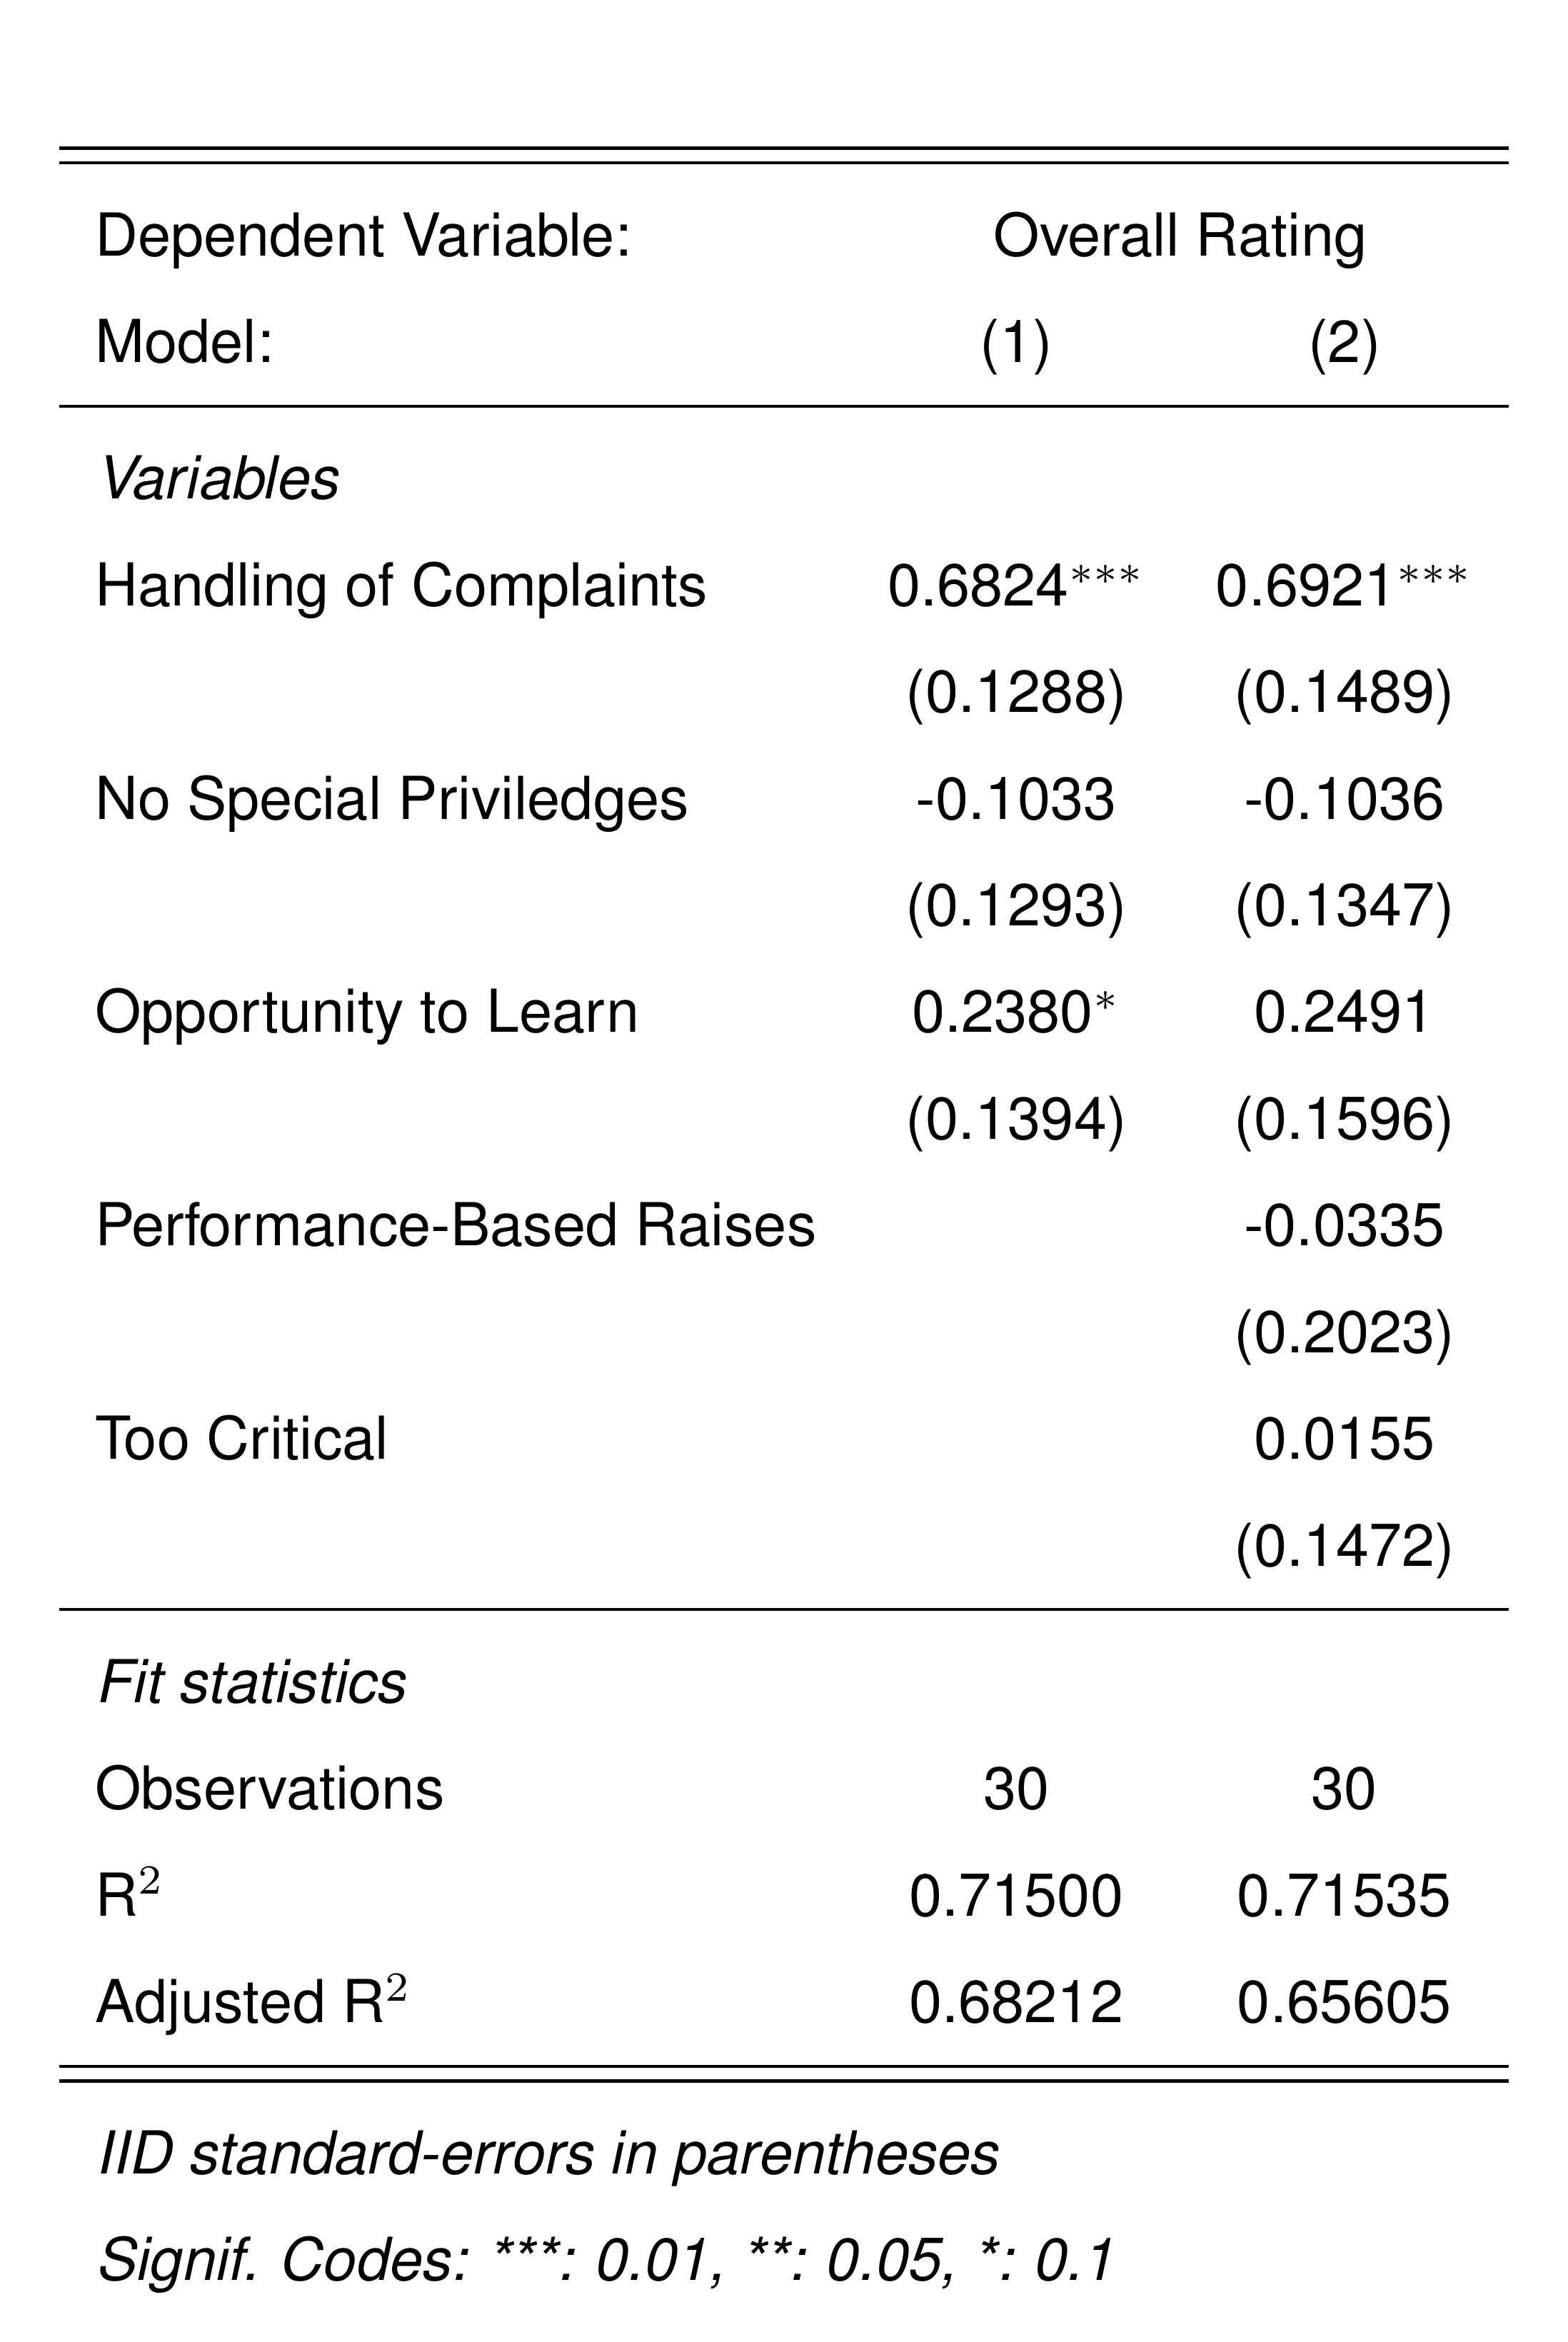 Dependent Variable: Overall Rating
Model: (1) (2)
Variables
Handling of Complaints 0.6824*** 0.6921***
(0.1288) (0.1489)
No Special Priviledges -0.1033 -0.1036
(0.1293) (0.1347)
Opportunity to Learn 0.2380* 0.2491
(0.1394) (0.1596)
Performance-Based Raises -0.0335
(0.2023)
Too Critical 0.0155
(0.1472)
Fit statistics
Observations 30 30
R² 0.71500 0.71535
Adjusted R² 0.68212 0.65605
IID standard-errors in parentheses
Signif. Codes: ***: 0.01, **: 0.05, *: 0.1